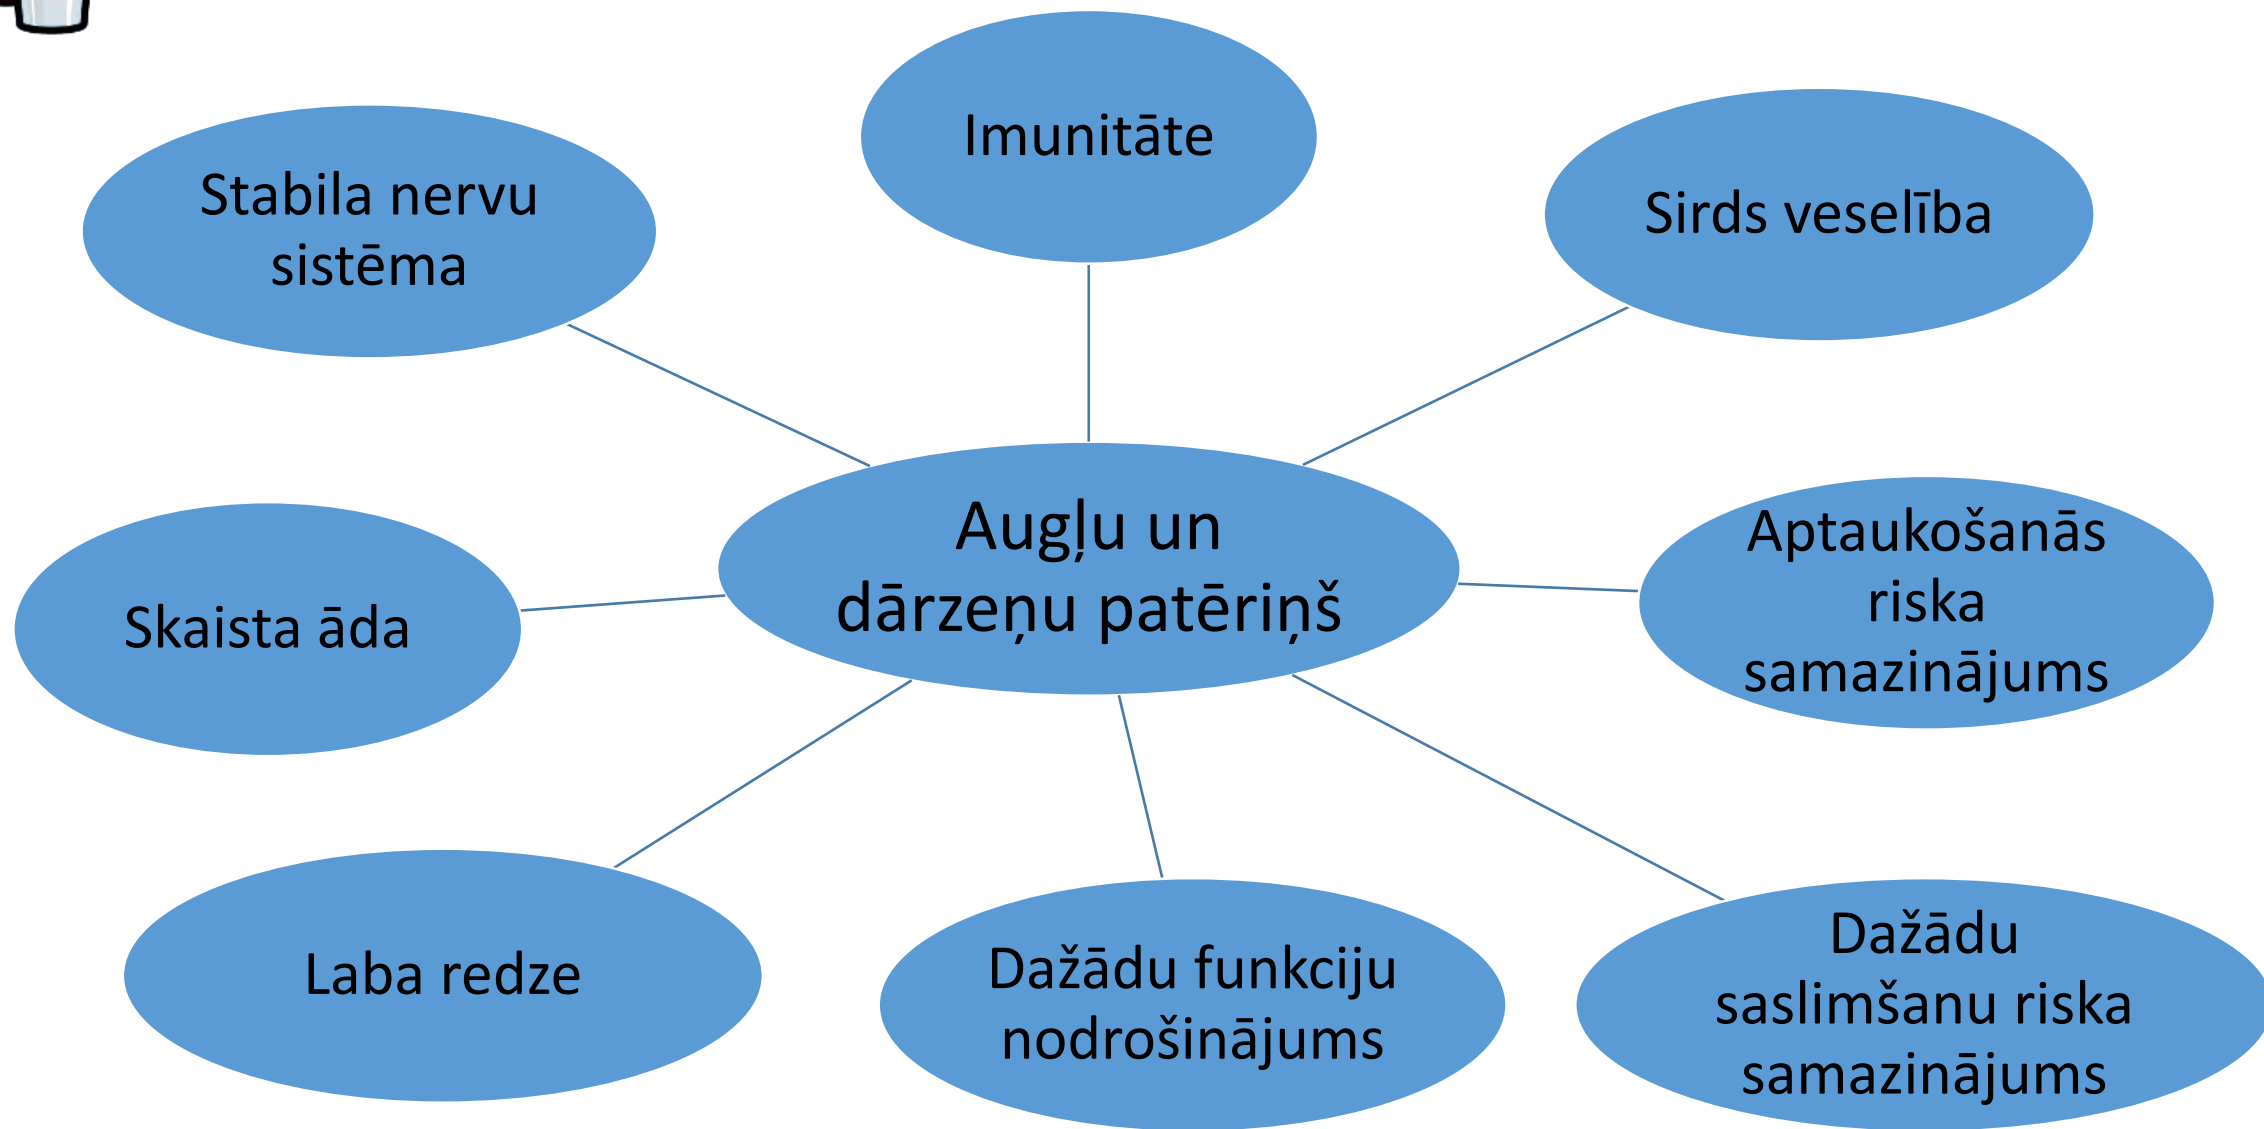 Imunitāte
Stabila nervu
sistēma
Sirds veselība
Augļu un
dārzeņu patēriņš
Aptaukošanās
riska
samazinājums
Skaista āda
Laba redze
Dažādu funkciju
nodrošinājums
Dažādu
saslimšanu riska
samazinājums